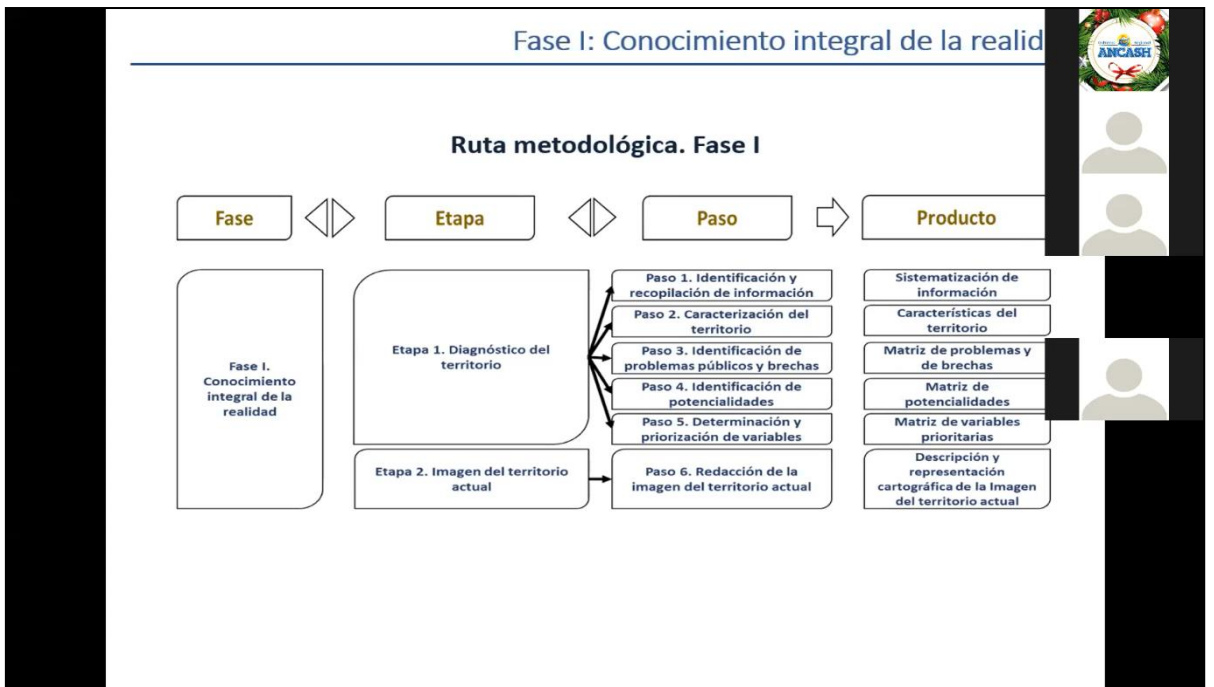 Fase I: Conocimiento integral de la realid
ANCASH
Ruta metodológica. Fase I
Fase
Etapa
Paso
Producto
Fase I.
Conocimiento
integral de la
realidad
Etapa 1. Diagnóstico del
territorio
Paso 1. Identificación y
recopilación de información
Sistematización de
información
Paso 2. Caracterización del
territorio
Características del
territorio
Paso 3. Identificación de
problemas públicos y brechas
Matriz de problemas y
de brechas
Paso 4. Identificación de
potencialidades
Matriz de
potencialidades
Paso 5. Determinación y
priorización de variables
Matriz de variables
prioritarias
Etapa 2. Imagen del territorio
actual
Paso 6. Redacción de la
imagen del territorio actual
Descripción y
representación
cartográfica de la Imagen
del territorio actual